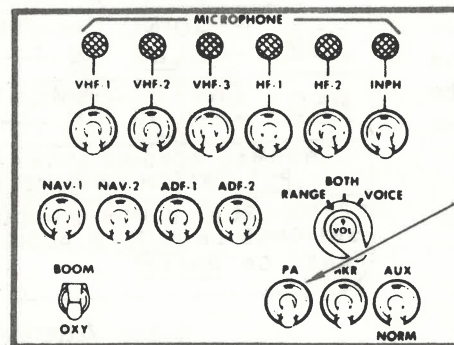 MICROPHONE
VHF-1 VHF-2 VHF-3 HF-1 HF-2 INPH
NAV-1 NAV-2 ADF-1 ADF-2
BOTH
RANGE VOICE
VOL
BOOM
PA AUX
OXY
NORM